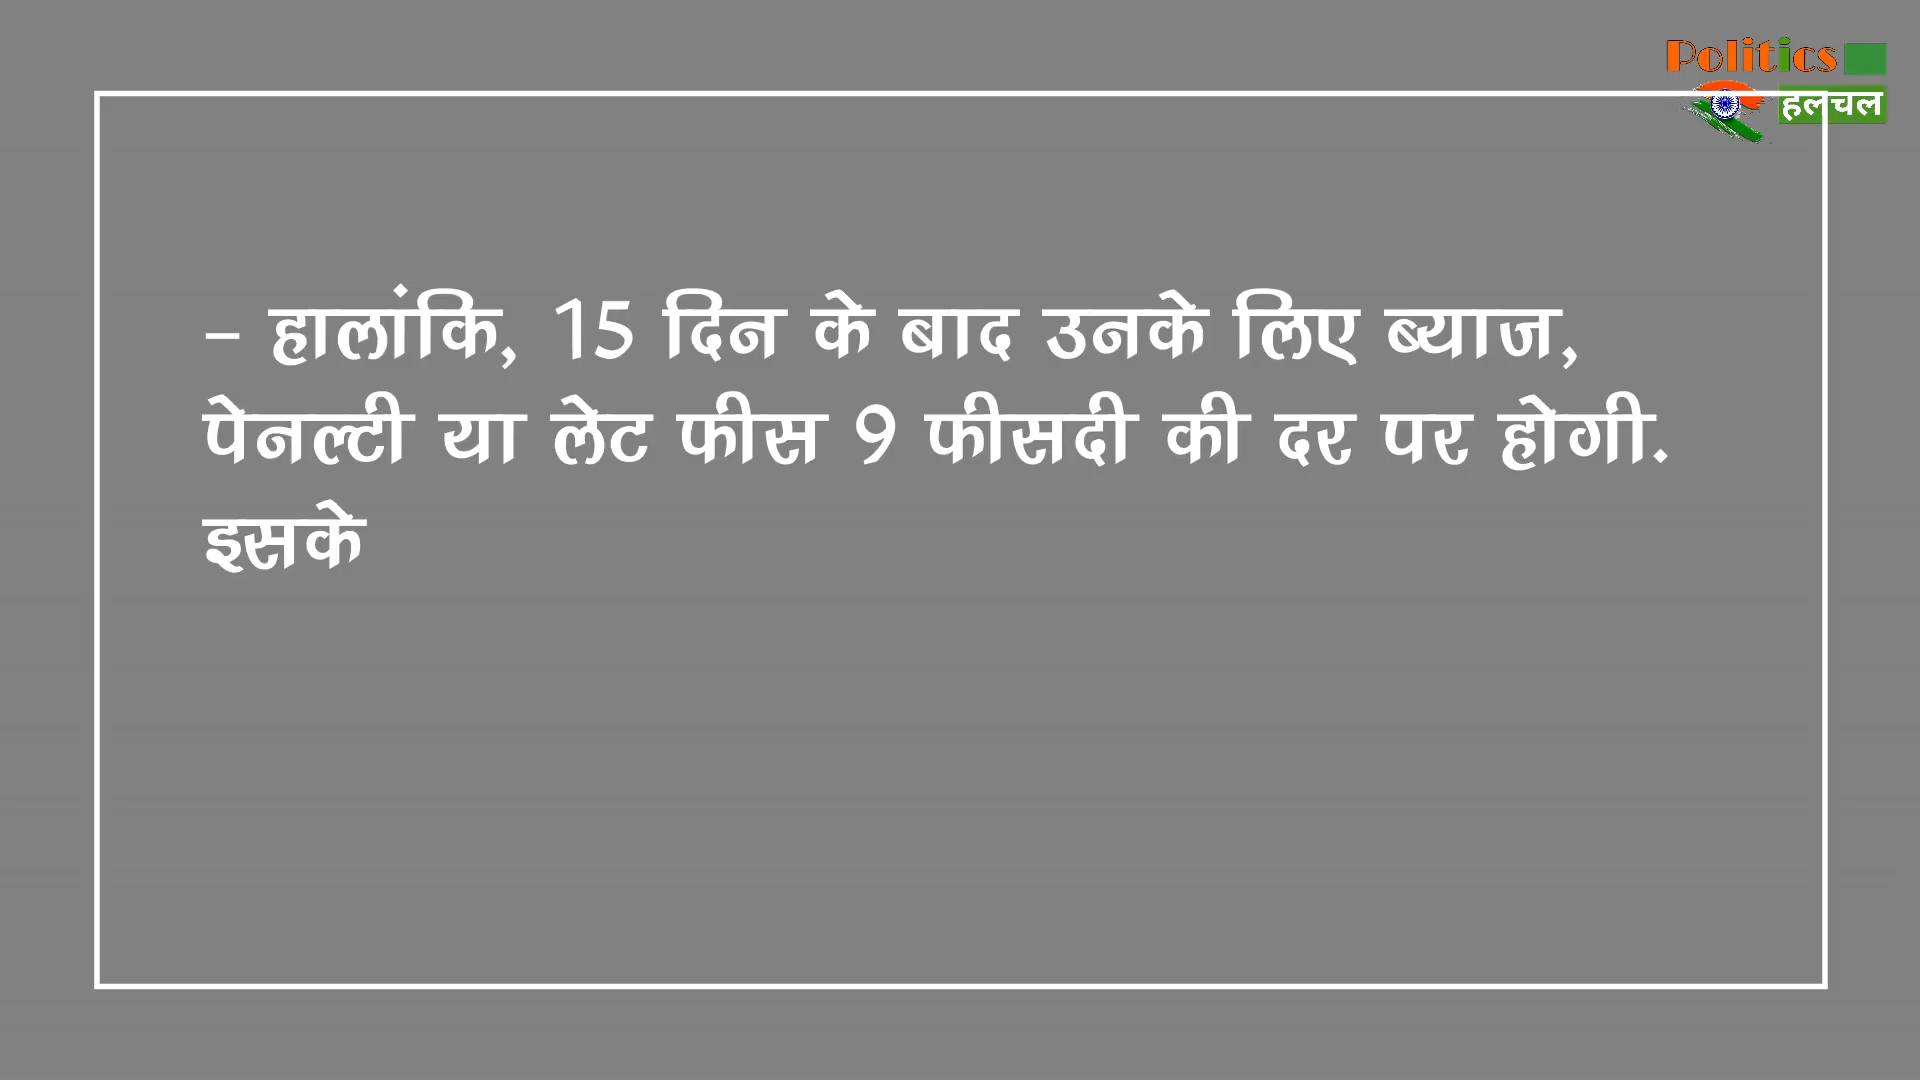 Politics
हलचल
– हालांकि, 15 दिन के बाद उनके लिए ब्याज,
पेनल्टी या लेट फीस 9 फीसदी की दर पर होगी.
इसके